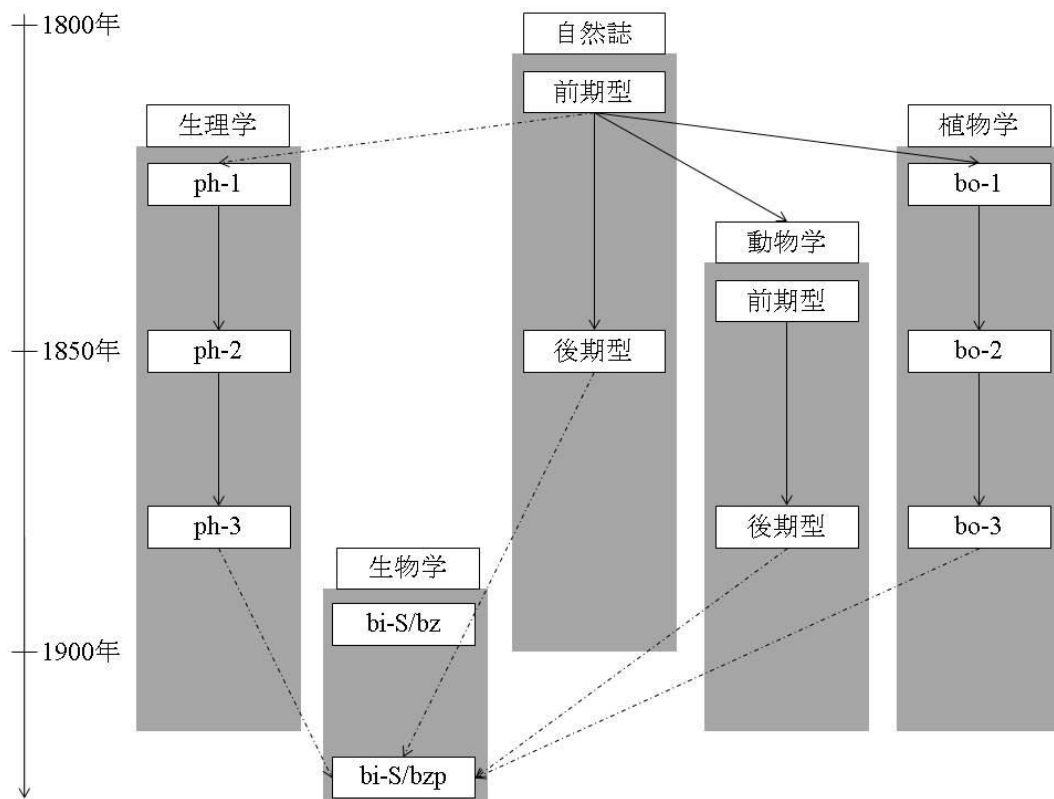 1800年
自然誌
前期型
生理学
植物学
ph-1
bo-1
動物学
前期型
1850年
ph-2
後期型
bo-2
ph-3
後期型
bo-3
生物学
bi-S/bz
1900年
bi-S/bzp